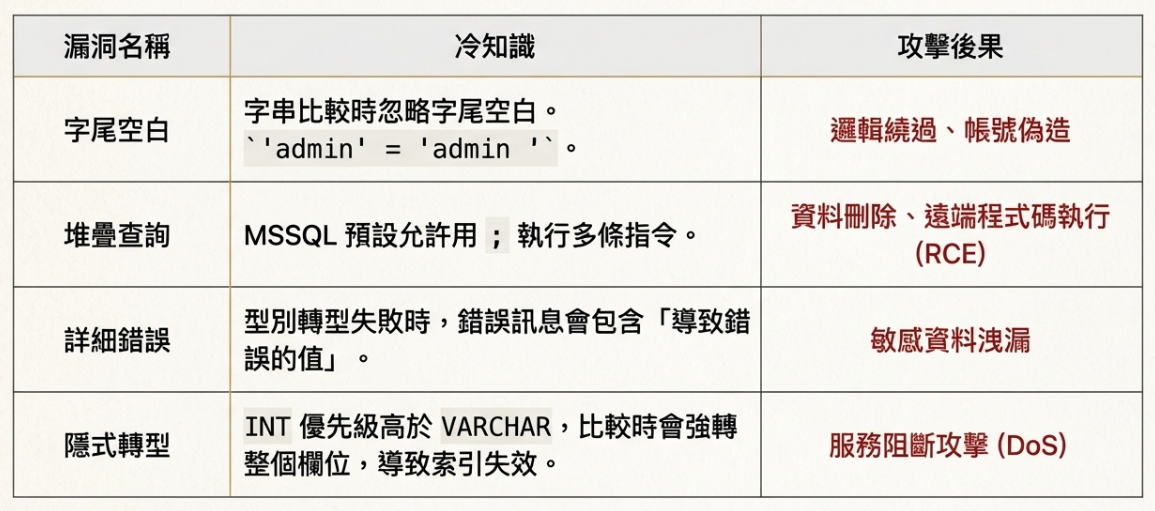 漏洞名稱 冷知識 攻擊後果
字尾空白
字串比較時忽略字尾空白。
`'admin' = 'admin '`。
邏輯繞過、帳號偽造
堆疊查詢
MSSQL 預設允許用 ; 執行多條指令。
資料刪除、遠端程式碼執行
(RCE)
詳細錯誤
型別轉型失敗時,錯誤訊息會包含「導致錯
誤的值」。
敏感資料洩漏
隱式轉型
INT 優先級高於 VARCHAR,比較時會強轉
整個欄位,導致索引失效。
服務阻斷攻擊 (DoS)